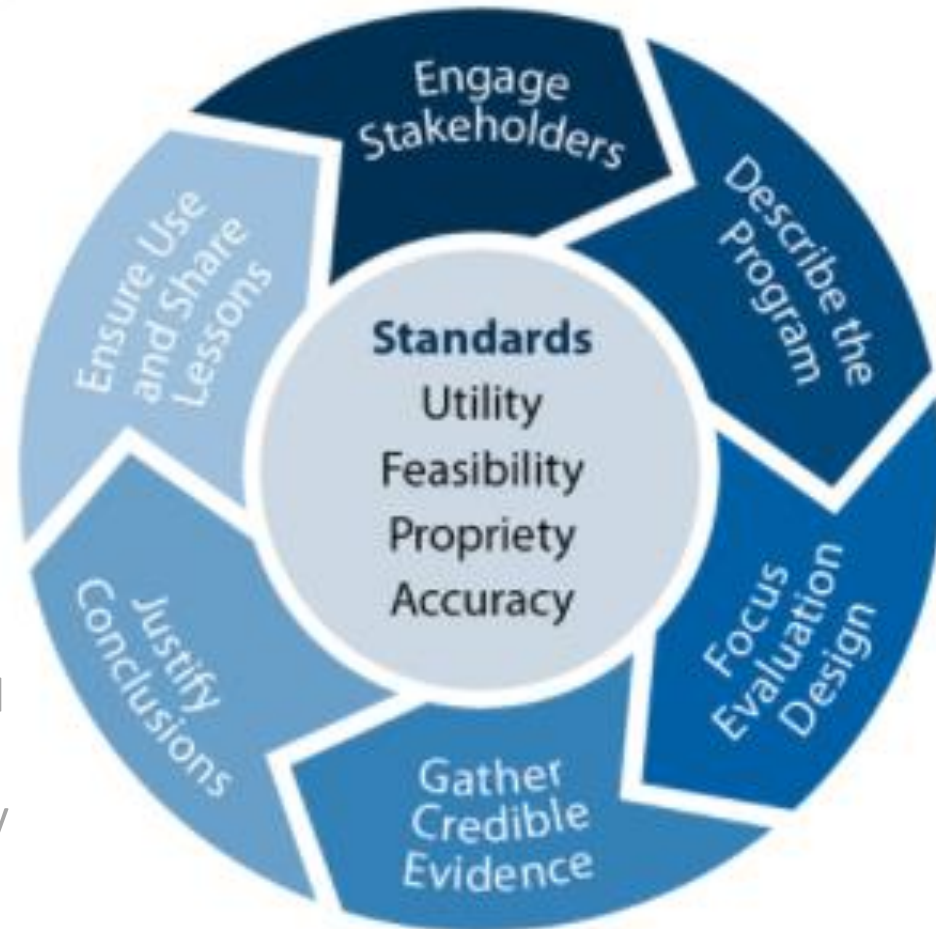 Engage
Stakeholders
Describe the
Program
Focus
Evaluation
Design
Gather
Credible
Evidence
Justify
Conclusions
Ensure Use
and Share
Lessons
Standards
Utility
Feasibility
Propriety
Accuracy